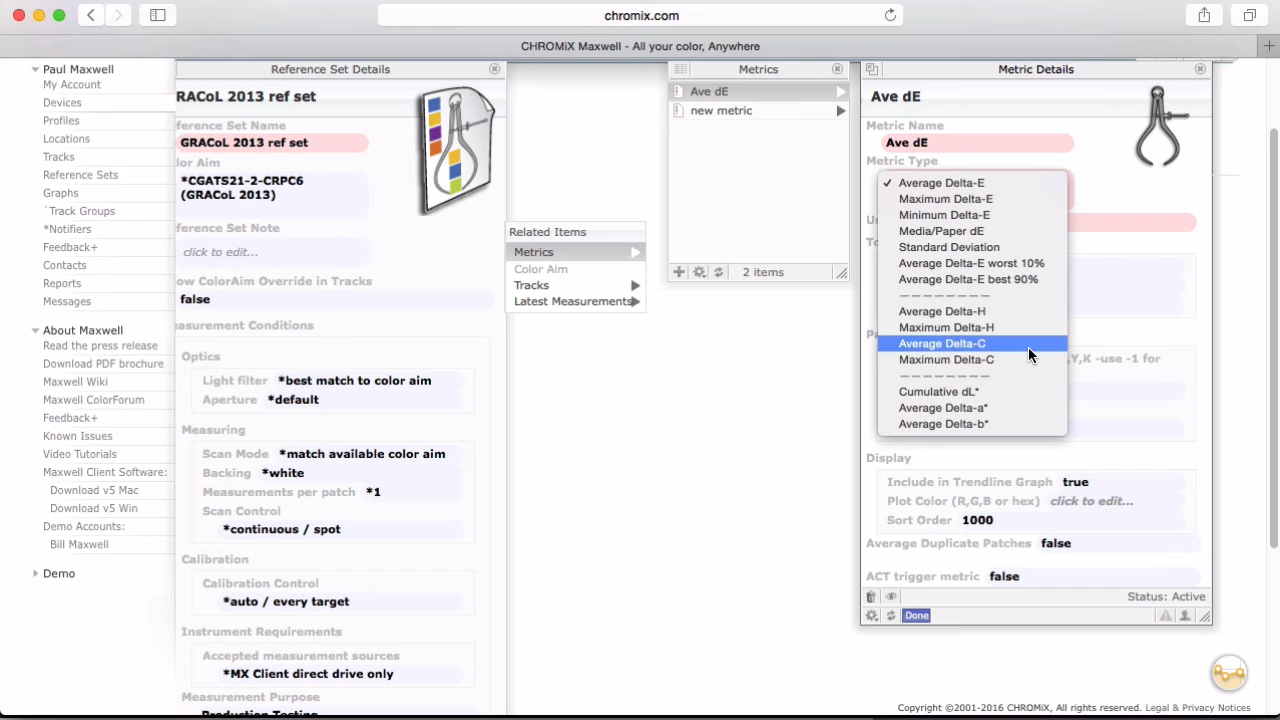 chromix.com
CHROMiX Maxwell - All your color, Anywhere
Paul Maxwell
My Account
Devices
Profiles
Locations
Tracks
Reference Sets
Graphs
`Track Groups
*Notifiers
Feedback+
Contacts
Reports
Messages
About Maxwell
Read the press release
Download PDF brochure
Maxwell Wiki
Maxwell ColorForum
Feedback+
Known Issues
Video Tutorials
Maxwell Client Software:
Download v5 Mac
Download v5 Win
Demo Accounts:
Bill Maxwell
Demo
Reference Set Details
RACoL 2013 ref set
ference Set Name
GRACoL 2013 ref set
lor Aim
*CGATS21-2-CRPC6
(GRACoL 2013)
ference Set Note
click to edit...
ow ColorAim Override in Tracks
false
asurement Conditions
Optics
Light filter *best match to color aim
Aperture *default
Measuring
Scan Mode *match available color aim
Backing *white
Measurements per patch *1
Scan Control
*continuous / spot
Calibration
Calibration Control
*auto / every target
Instrument Requirements
Accepted measurement sources
*MX Client direct drive only
Measurement Purpose
Production Testing
Related Items
Metrics
Color Aim
Tracks
Latest Measurements
Metrics
Ave dE
new metric
2 items
Metric Details
Ave dE
Metric Name
Ave dE
Metric Type
Average Delta-E
Maximum Delta-E
Minimum Delta-E
Media/Paper dE
Standard Deviation
Average Delta-E worst 10%
Average Delta-E best 90%
Average Delta-H
Maximum Delta-H
Average Delta-C
Maximum Delta-C
Cumulative dL*
Average Delta-a*
Average Delta-b*
,Y,K -use -1 for
Display
Include in Trendline Graph true
Plot Color (R,G,B or hex) click to edit...
Sort Order 1000
Average Duplicate Patches false
ACT trigger metric false
Status: Active
Done
Copyright ©2001-2016 CHROMiX, All rights reserved. Legal & Privacy Notices